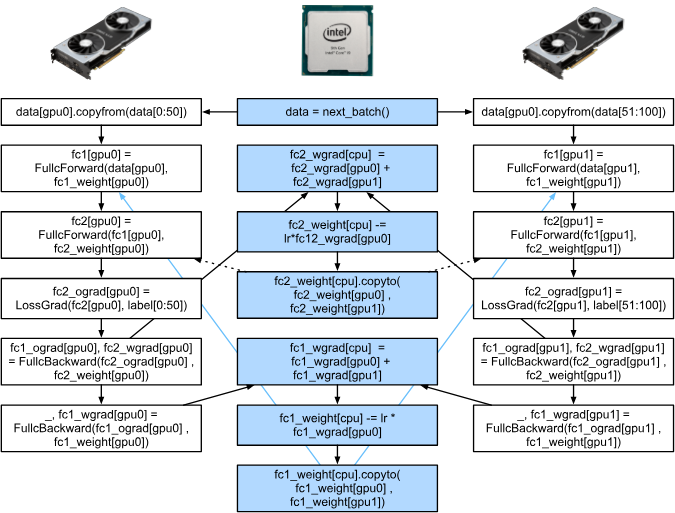 intel
data[gpu0].copyfrom(data[0:50])
data = next_batch()
data[gpu0].copyfrom(data[51:100])
fc1[gpu0] =
FullcForward(data[gpu0],
fc1_weight[gpu0])
fc2_wgrad[cpu]  =
fc2_wgrad[gpu0] +
fc2_wgrad[gpu1]
fc1[gpu1] =
FullcForward(data[gpu1],
fc1_weight[gpu1])
fc2[gpu0] =
FullcForward(fc1[gpu0],
fc2_weight[gpu0])
fc2_weight[cpu] -=
lr*fc12_wgrad[gpu0]
fc2[gpu1] =
FullcForward(fc1[gpu1],
fc2_weight[gpu1])
fc2_ograd[gpu0] =
LossGrad(fc2[gpu0], label[0:50])
fc2_weight[cpu].copyto(
fc2_weight[gpu0] ,
fc2_weight[gpu1])
fc2_ograd[gpu1] =
LossGrad(fc2[gpu1], label[51:100])
fc1_ograd[gpu0], fc2_wgrad[gpu0]
= FullcBackward(fc2_ograd[gpu0] ,
fc2_weight[gpu0])
fc1_wgrad[cpu]  =
fc1_wgrad[gpu0] +
fc1_wgrad[gpu1]
fc1_ograd[gpu1], fc2_wgrad[gpu1]
= FullcBackward(fc2_ograd[gpu1] ,
fc2_weight[gpu1])
_, fc1_wgrad[gpu0] =
FullcBackward(fc1_ograd[gpu0] ,
fc1_weight[gpu0])
fc1_weight[cpu] -= lr *
fc1_wgrad[gpu0]
_, fc1_wgrad[gpu1] =
FullcBackward(fc1_ograd[gpu1] ,
fc1_weight[gpu1])
fc1_weight[cpu].copyto(
fc1_weight[gpu0] ,
fc1_weight[gpu1])